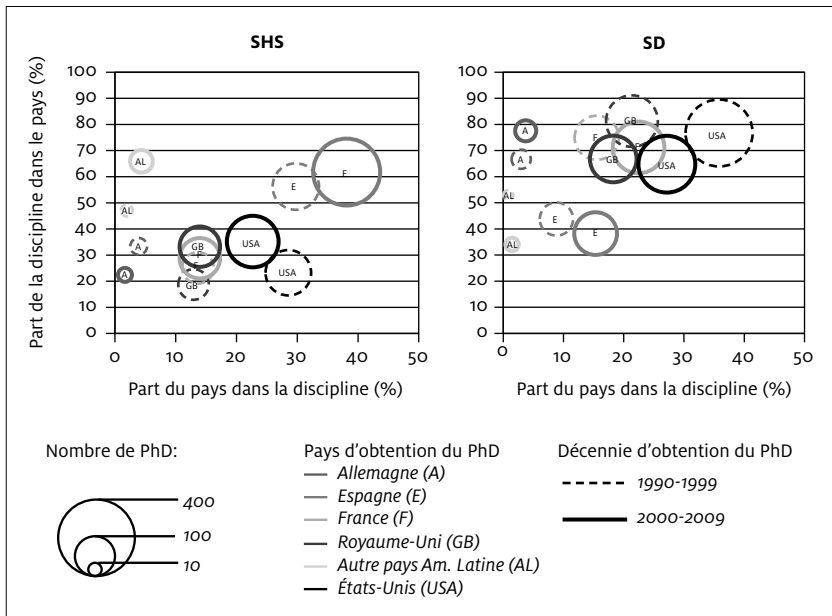 SHS
SD
Part de la discipline dans le pays (%)
100
90
80
70
60
50
40
30
20
10
0
AL
AL
A
A
GB
F
F
GB
USA
USA
E
E
0 10 20 30 40 50
Part du pays dans la discipline (%)
100
90
80
70
60
50
40
30
20
10
0
A
A
AL
AL
E
E
F
GB
F
GB
USA
USA
0 10 20 30 40 50
Part du pays dans la discipline (%)
Nombre de PhD:
400
100
10
Pays d'obtention du PhD
Allemagne (A)
Espagne (E)
France (F)
Royaume-Uni (GB)
Autre pays Am. Latine (AL)
États-Unis (USA)
Décennie d'obtention du PhD
1990-1999
2000-2009